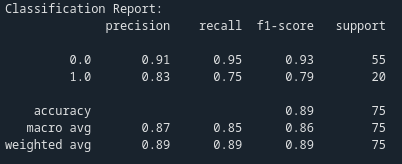 Classification Report:
precision recall f1-score support
0.0 0.91 0.95 0.93 55
1.0 0.83 0.75 0.79 20
accuracy 0.89 75
macro avg 0.87 0.85 0.86 75
weighted avg 0.89 0.89 0.89 75